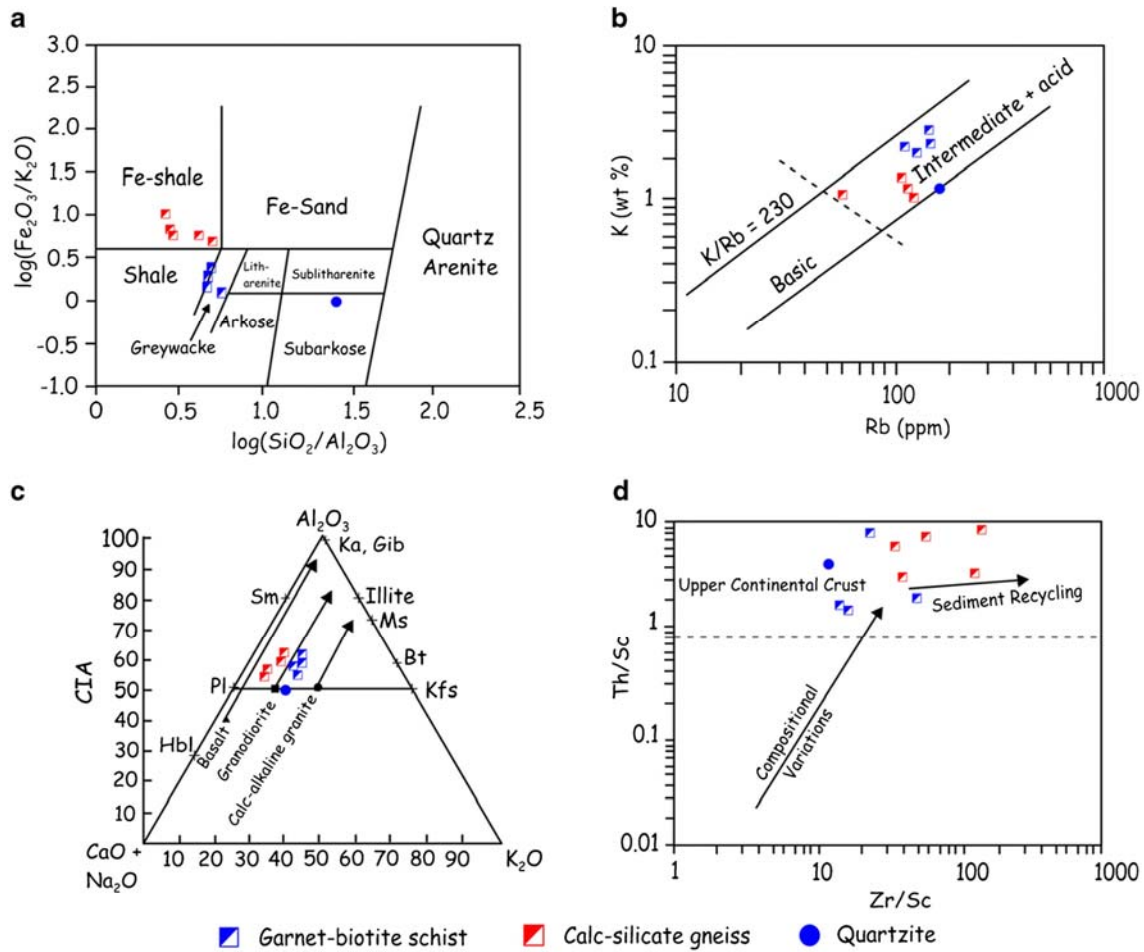 a
3.0
2.5
2.0
1.5
1.0
0.5
0
-0.5
-1.0
log(Fe₂O₃/K₂O)
Fe-shale
Fe-Sand
Quartz
Arenite
Shale
Lith-
arenite
Sublitharenite
Arkose
Greywacke
Subarkose
0 0.5 1.0 1.5 2.0 2.5
log(SiO₂/Al₂O₃)
b
10
1
0.1
K (wt %)
K/Rb = 230
Intermediate + acid
Basic
10 100 1000
Rb (ppm)
c
Al₂O₃
100
90
80
70
60
50
40
30
20
10
CIA
Ka, Gib
Sm
Illite
Ms
Bt
Pl
Kfs
Hbl
Basalt
Granodiorite
Calc-alkaline granite
CaO +
Na₂O
10 20 30 40 50 60 70 80 90
K₂O
d
10
1
0.1
0.01
Th/Sc
Upper Continental Crust
Sediment Recycling
Compositional
Variations
1 10 100 1000
Zr/Sc
Garnet-biotite schist Calc-silicate gneiss Quartzite